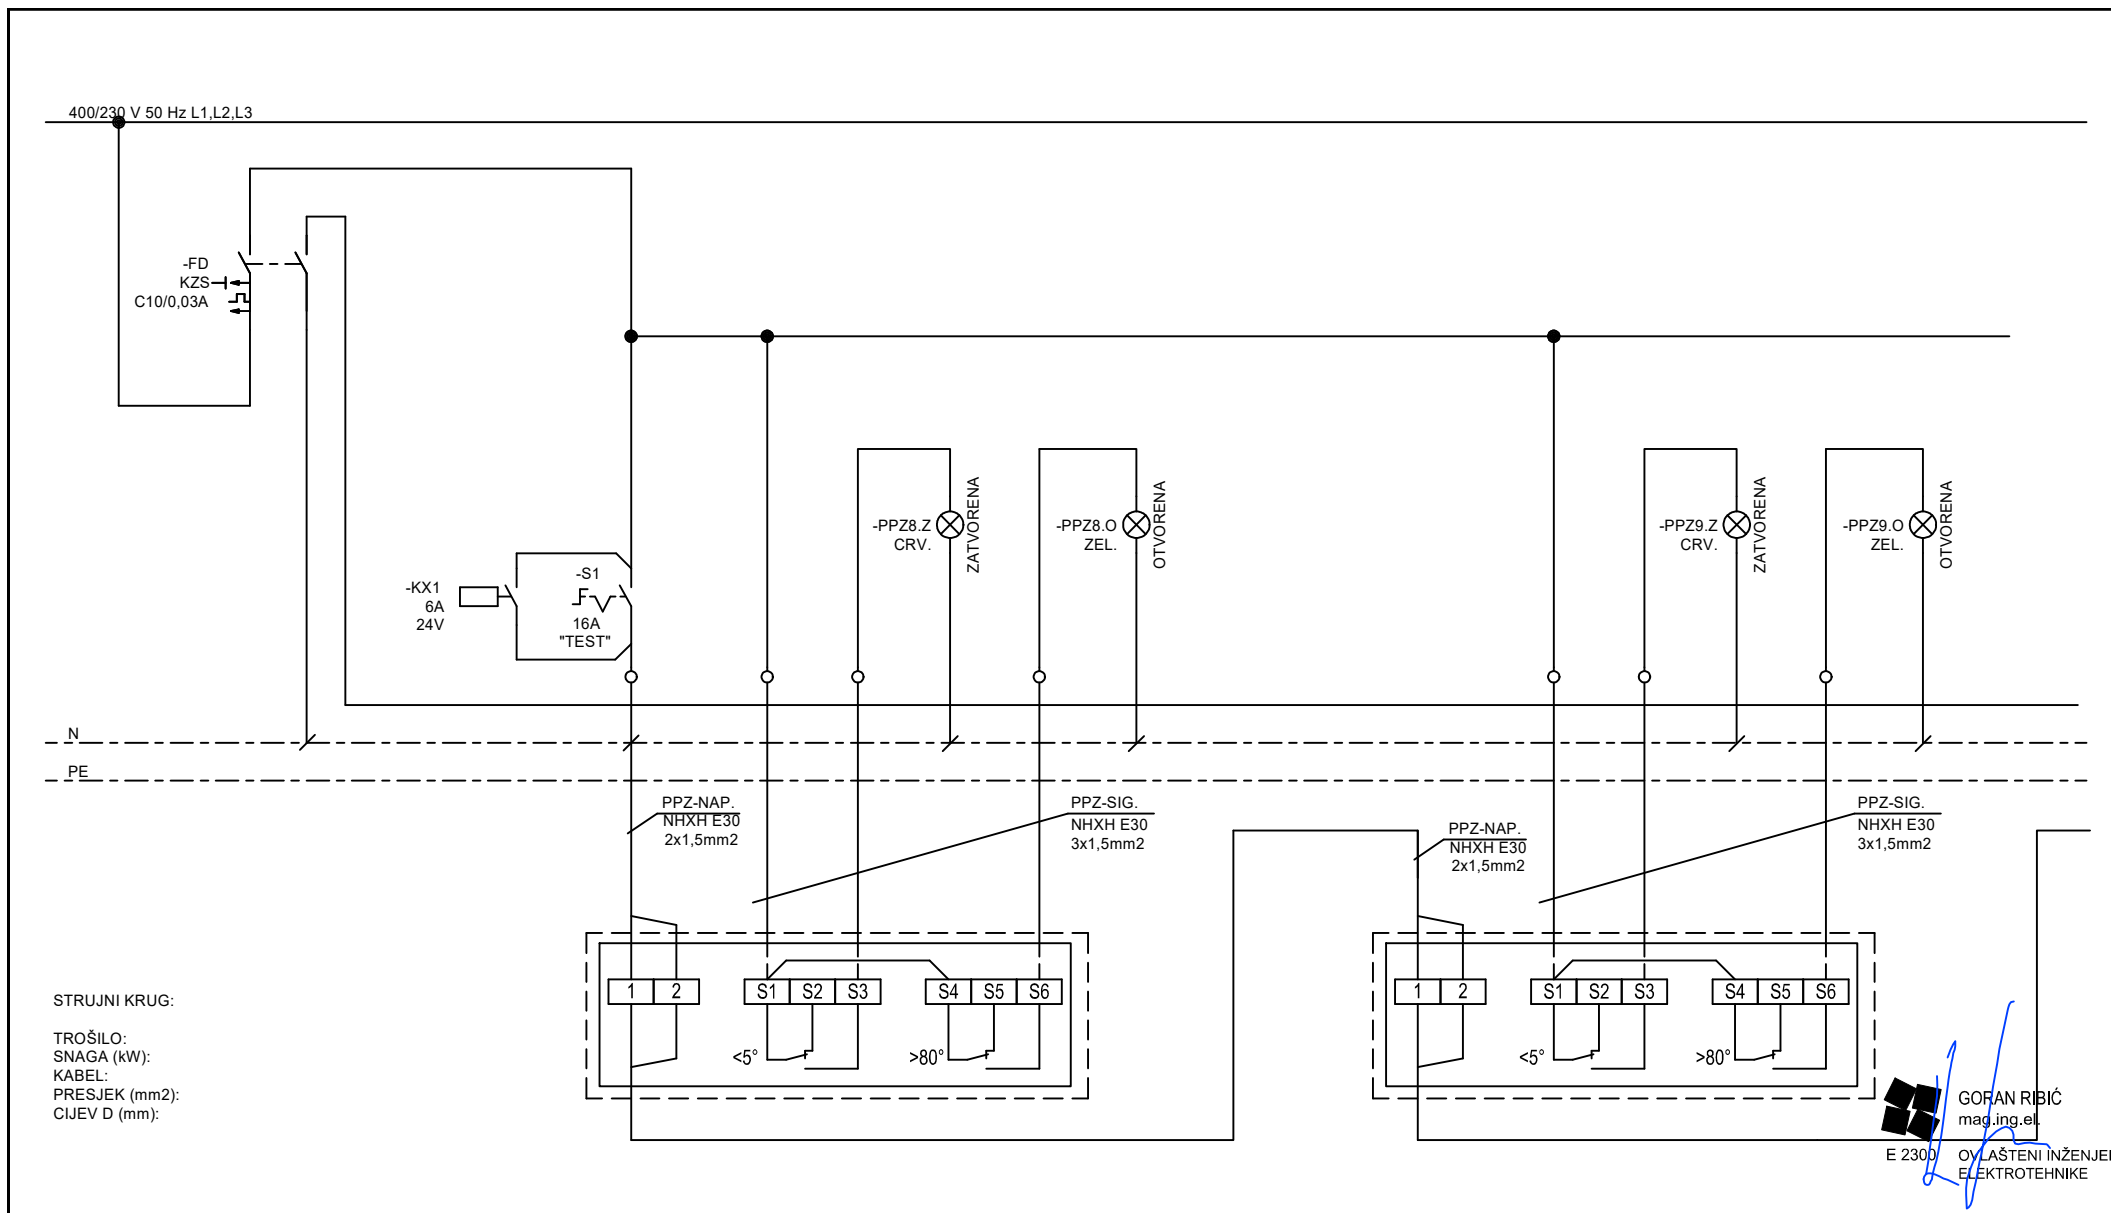 400/230 V 50 Hz L1,L2,L3
-FD
KZS
C10/0,03A
-KX1
6A
24V
-S1
16A
"TEST"
-PPZ8.Z
CRV.
ZATVORENA
-PPZ8.O
ZEL.
OTVORENA
-PPZ9.Z
CRV.
ZATVORENA
-PPZ9.O
ZEL.
OTVORENA
N
PE
PPZ-NAP.
NHXH E30
2x1,5mm2
PPZ-SIG.
NHXH E30
3x1,5mm2
PPZ-NAP.
NHXH E30
2x1,5mm2
PPZ-SIG.
NHXH E30
3x1,5mm2
1 2 S1 S2 S3 S4 S5 S6
<5° >80°
1 2 S1 S2 S3 S4 S5 S6
<5° >80°
STRUJNI KRUG:
TROŠILO:
SNAGA (kW):
KABEL:
PRESJEK (mm2):
CIJEV D (mm):
GORAN RIBIĆ
mag.ing.el.
E 2300
OVLAŠTENI INŽENJER
ELEKTROTEHNIKE